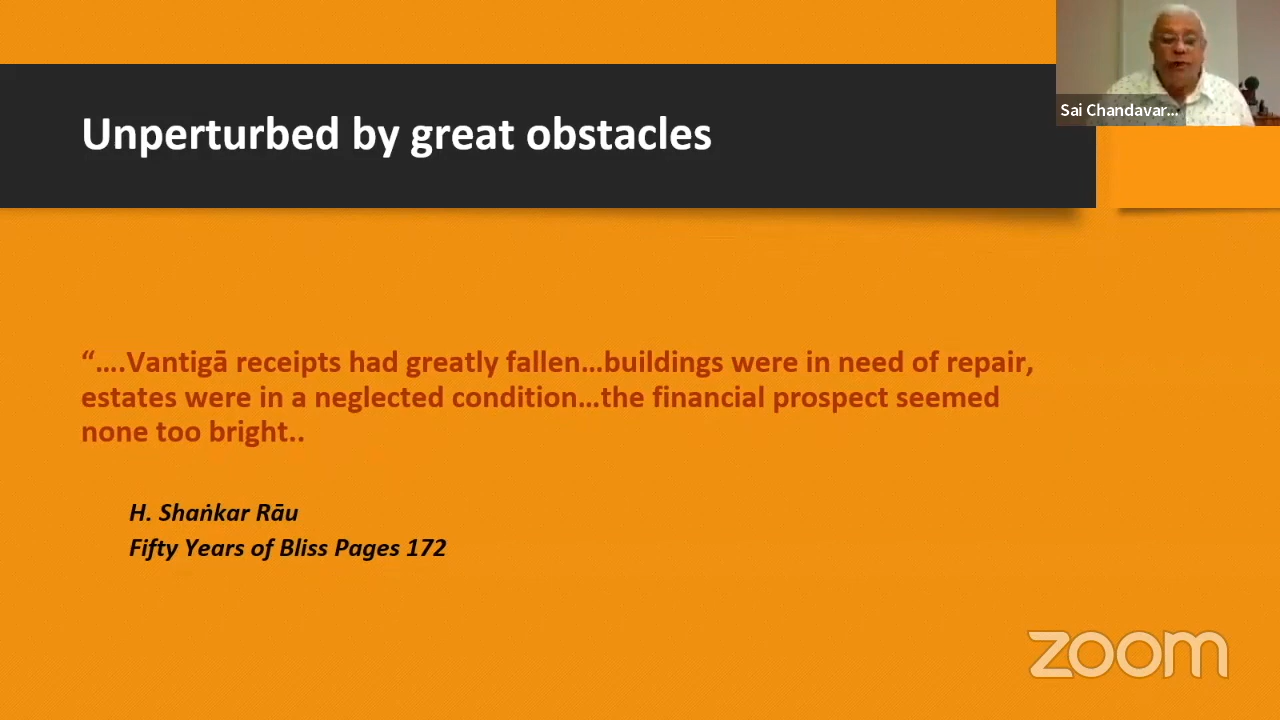 Sai Chandavar...
Unperturbed by great obstacles
“....Vantigā receipts had greatly fallen...buildings were in need of repair,
estates were in a neglected condition...the financial prospect seemed
none too bright..
H. Shaṅkar Rāu
Fifty Years of Bliss Pages 172
zoom